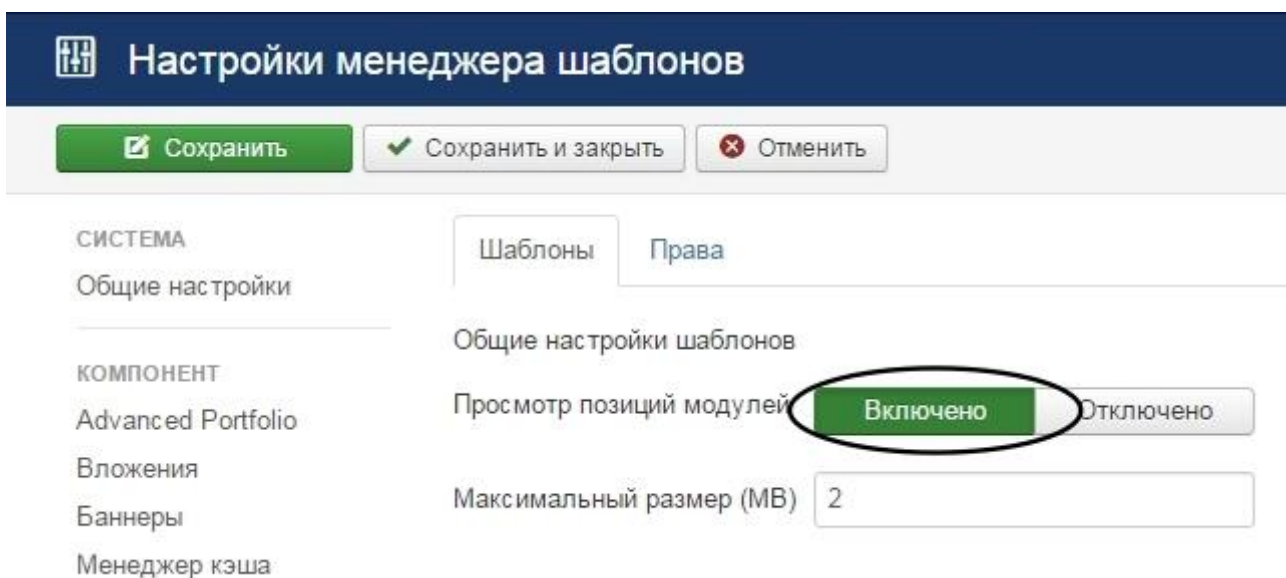 Настройки менеджера шаблонов
Сохранить Сохранить и закрыть Отменить
СИСТЕМА
Общие настройки
КОМПОНЕНТ
Advanced Portfolio
Вложения
Баннеры
Менеджер кэша
Шаблоны Права
Общие настройки шаблонов
Просмотр позиций модулей Включено Отключено
Максимальный размер (MB) 2